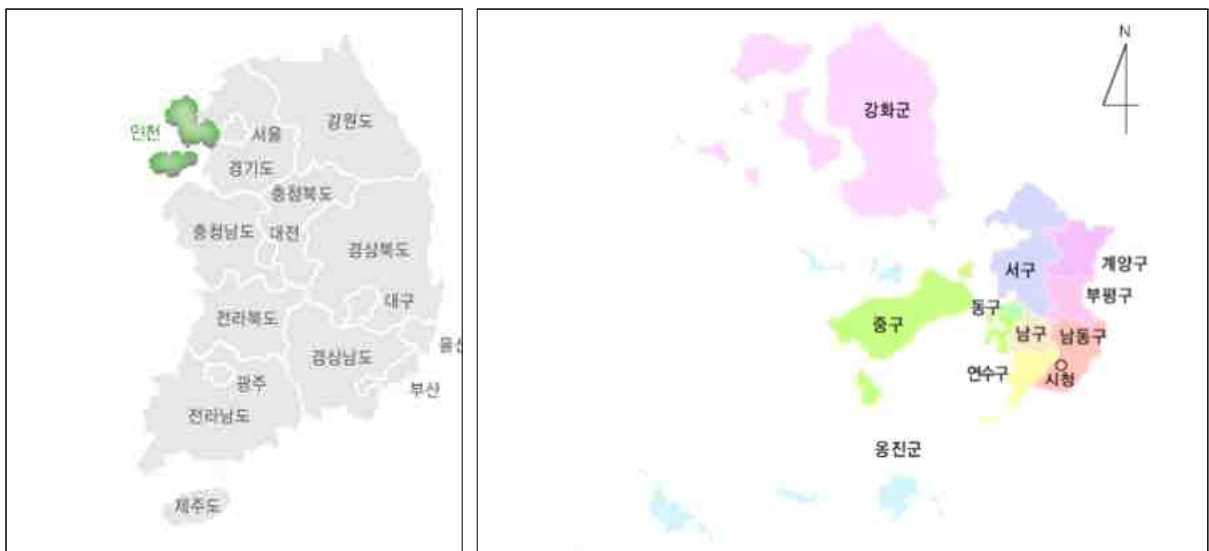 인천
서울
강원도
경기도
충청북도
충청남도
대전
경상북도
대구
전라북도
울산
경상남도
광주
부산
전라남도
제주도
N
강화군
계양구
서구
부평구
동구
중구
남구
남동구
연수구
시청
옹진군